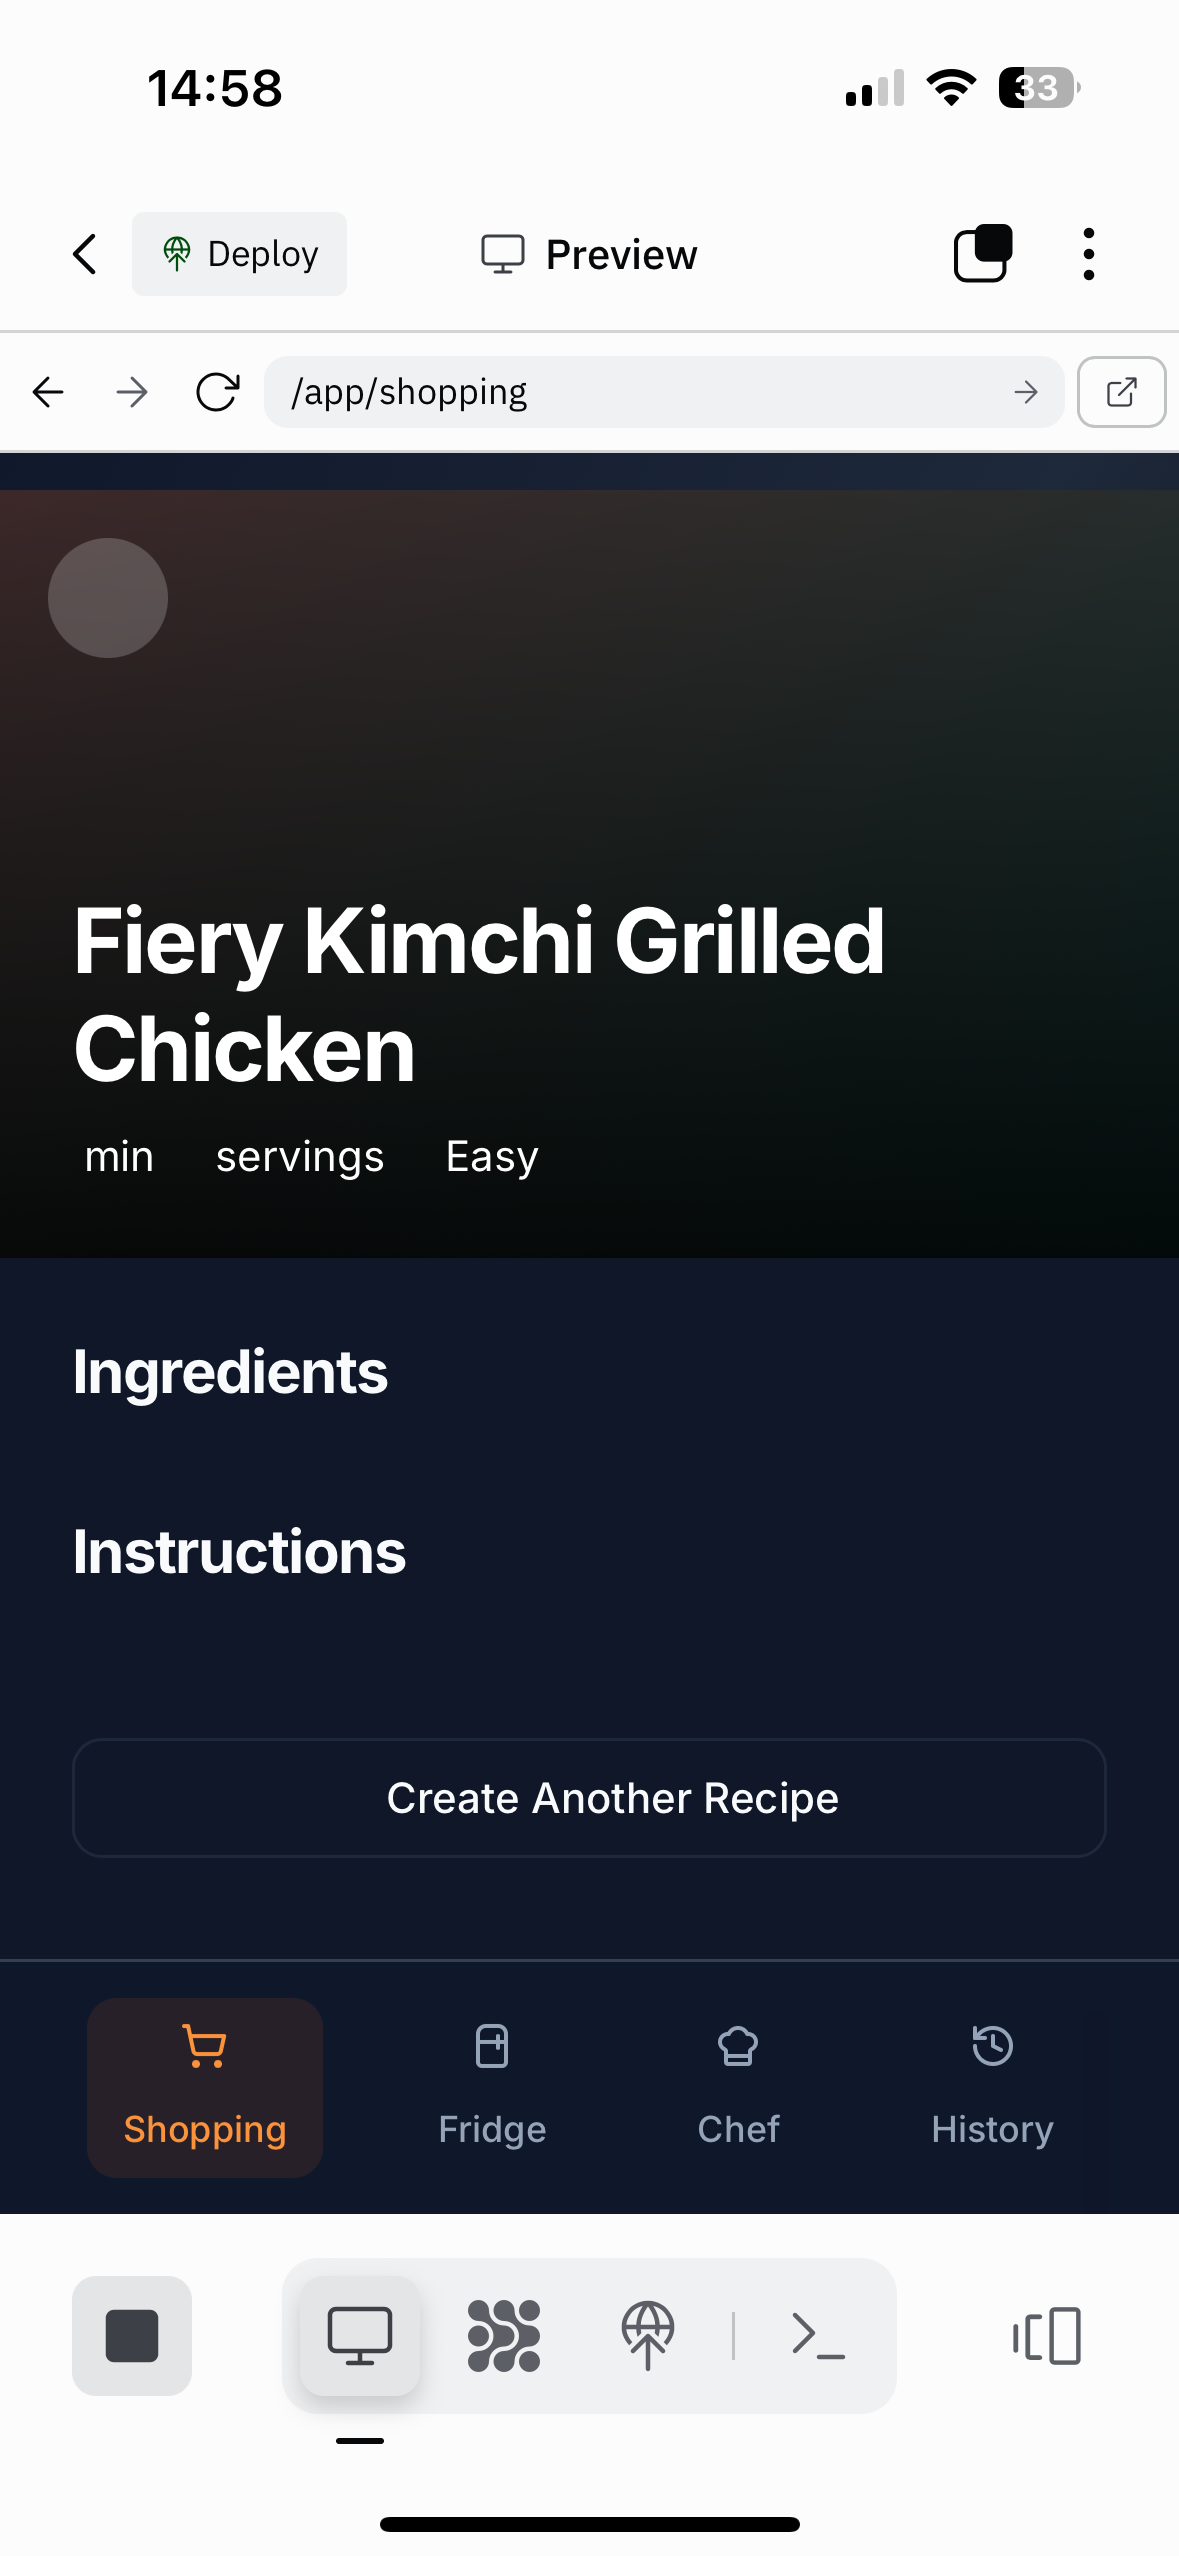 14:58
33
Deploy
Preview
/app/shopping
Fiery Kimchi Grilled
Chicken
min servings Easy
Ingredients
Instructions
Create Another Recipe
Shopping Fridge Chef History